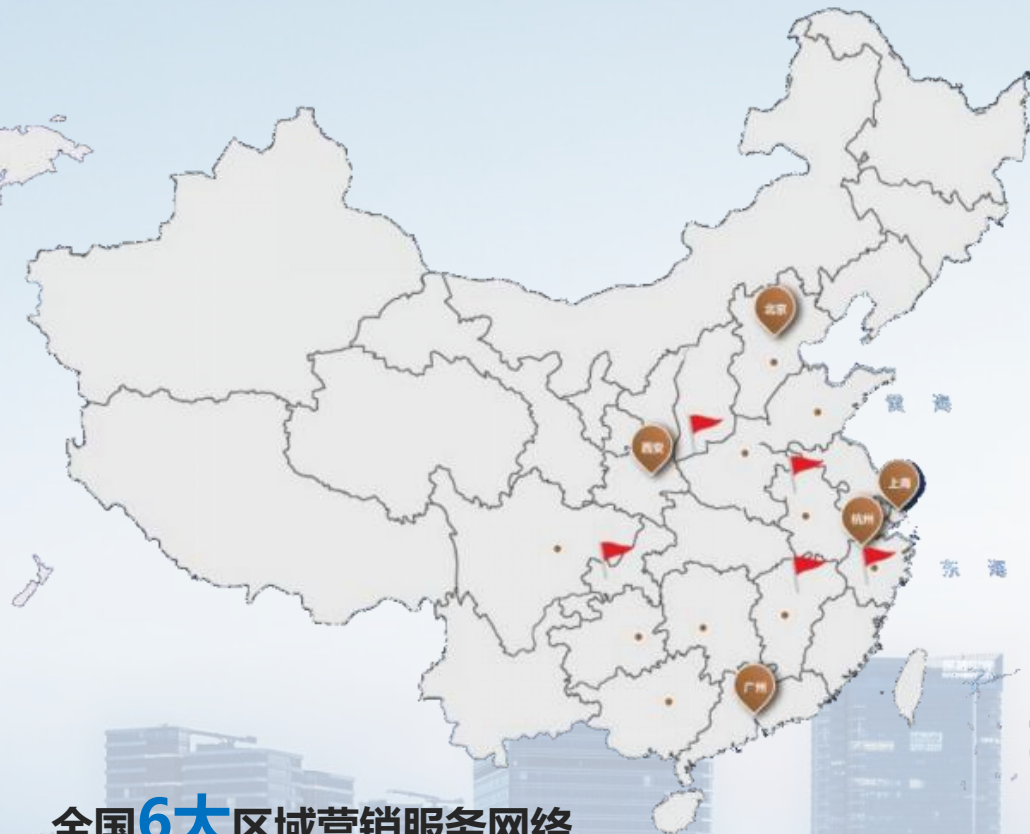 北京
黄 海
西安
上海
杭州
东 海
广州
全国6大区域营销服务网络